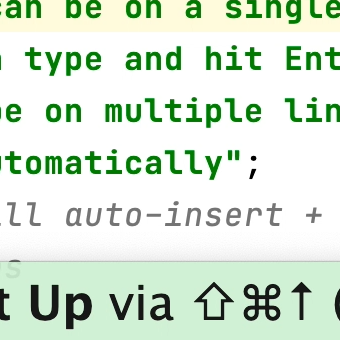 can be on a single
type and hit Ent
be on multiple lin
utomatically";
ll auto-insert +
s
t Up via ⇧⌘↑ (